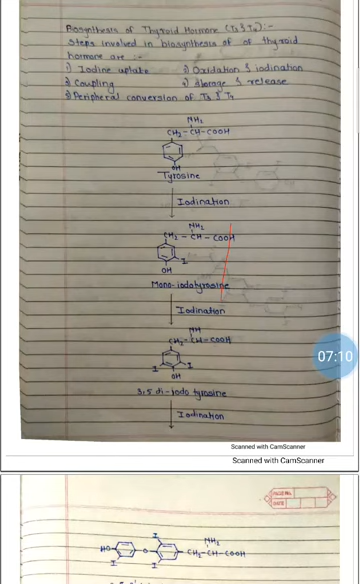 Biosynthesis of Thyroid Hormone (T3 & T4):-
Steps involved in biosynthesis of of thyroid
hormone are :-
1) Iodine uptake 2) Oxidation & iodination
3) Coupling 4) storage & release
5) Peripheral conversion of T3 & T4
NH2
CH2-CH-COOH
OH
Tyrosine
Iodination
NH2
CH2 - CH - COOH
I
OH
Mono-iodotyrosine
Iodination
NH
CH2-CH-COOH
I I
OH
3,5 di-iodo tyrosine
Iodination
07:10
Scanned with CamScanner
Scanned with CamScanner
PAGE No.
DATE
I NH2
HO O CH2-CH-COOH
I I